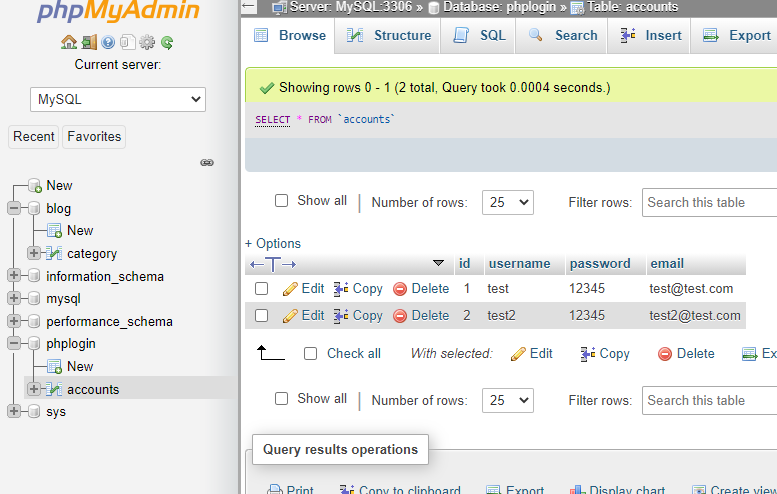 phpMyAdmin
Current server:
MySQL
Recent Favorites
New
blog
New
category
information_schema
mysql
performance_schema
phplogin
New
accounts
sys
Server: MySQL:3306 » Database: phplogin » Table: accounts
Browse Structure SQL Search Insert Export
Showing rows 0 - 1 (2 total, Query took 0.0004 seconds.)
SELECT * FROM `accounts`
Show all | Number of rows: 25 Filter rows: Search this table
+ Options
←T→ id username password email
Edit Copy Delete 1 test 12345 test@test.com
Edit Copy Delete 2 test2 12345 test2@test.com
Check all With selected: Edit Copy Delete Ex
Show all | Number of rows: 25 Filter rows: Search this table
Query results operations
Print Copy to clipboard Export Display chart Create view